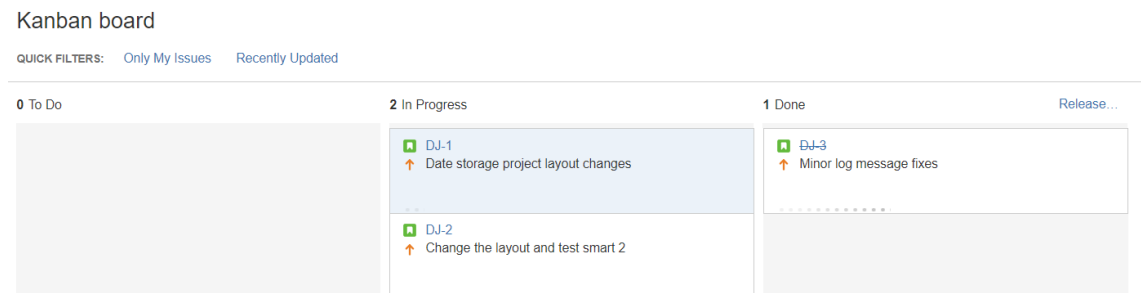 Kanban board
QUICK FILTERS: Only My Issues Recently Updated
0 To Do
2 In Progress
1 Done
Release...
DJ-1
Date storage project layout changes
DJ-2
Change the layout and test smart 2
DJ-3
Minor log message fixes